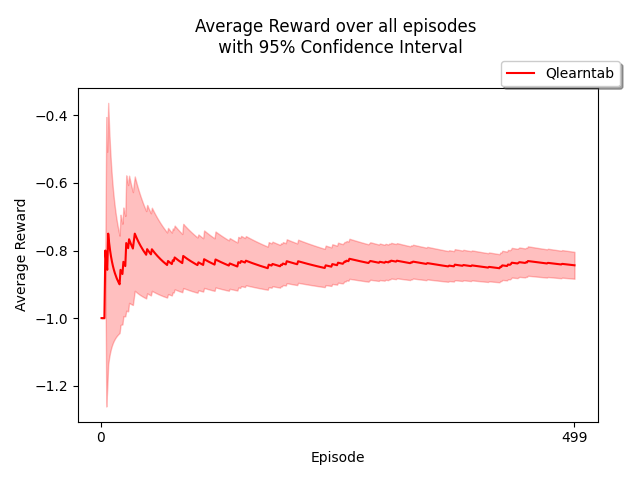 Average Reward over all episodes
with 95% Confidence Interval
Qlearntab
−0.4
−0.6
−0.8
−1.0
−1.2
Average Reward
0 499
Episode